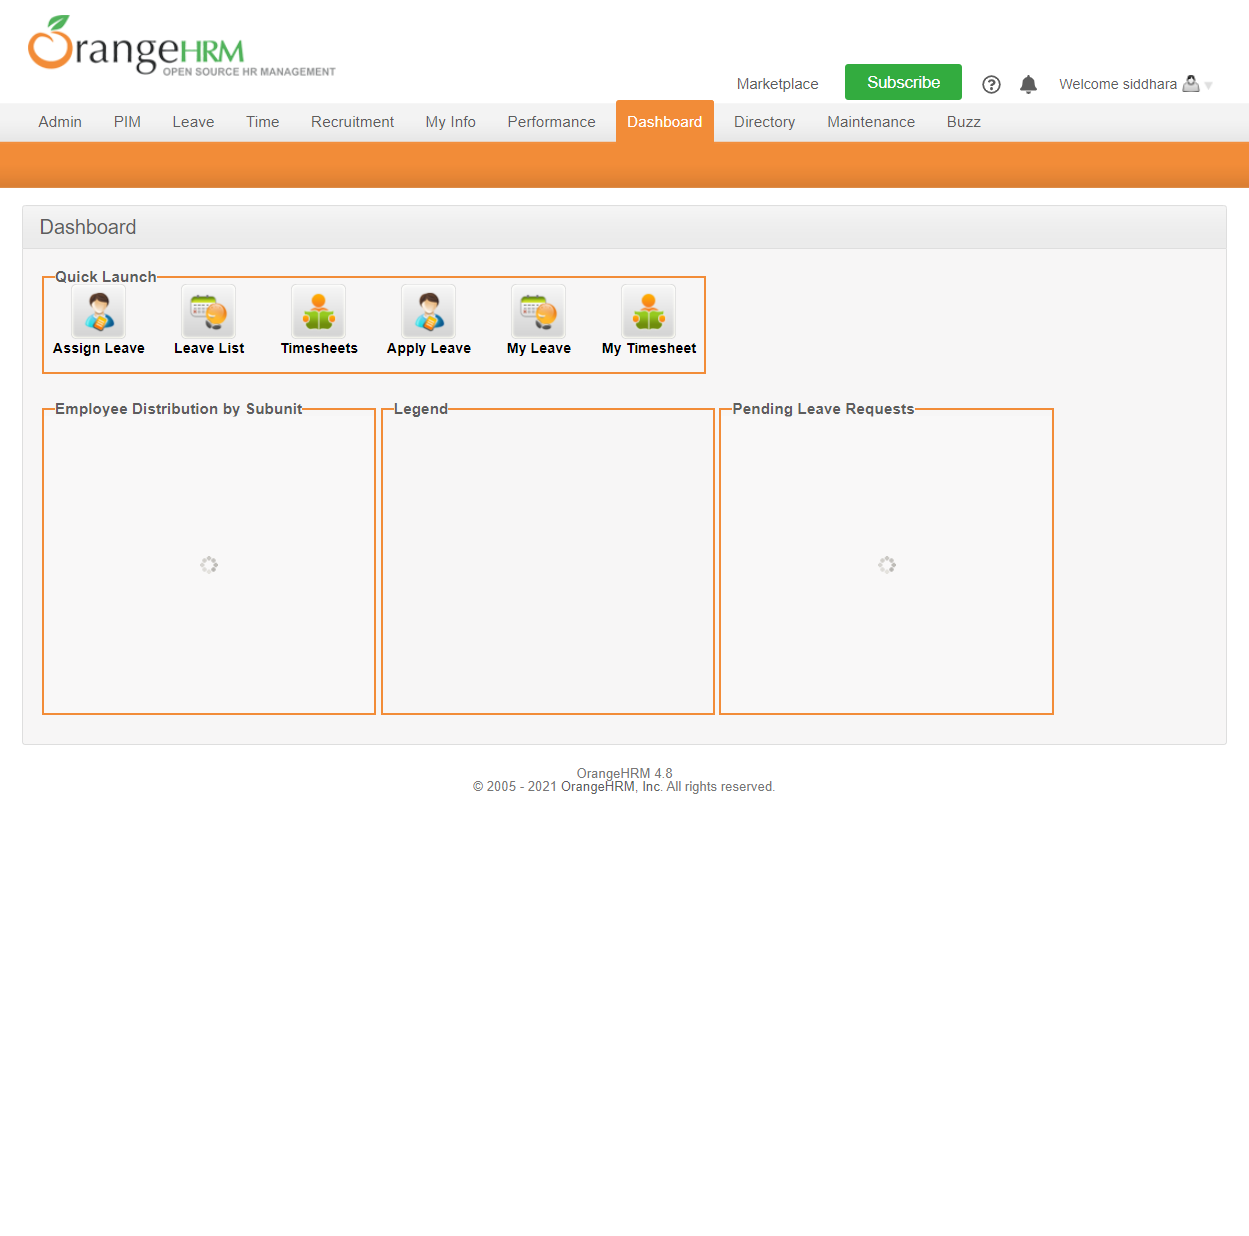 OrangeHRM
OPEN SOURCE HR MANAGEMENT
Marketplace Subscribe ? Welcome siddhara
Admin PIM Leave Time Recruitment My Info Performance Dashboard Directory Maintenance Buzz
Dashboard
Quick Launch
Assign Leave Leave List Timesheets Apply Leave My Leave My Timesheet
Employee Distribution by Subunit Legend Pending Leave Requests
OrangeHRM 4.8
© 2005 - 2021 OrangeHRM, Inc. All rights reserved.